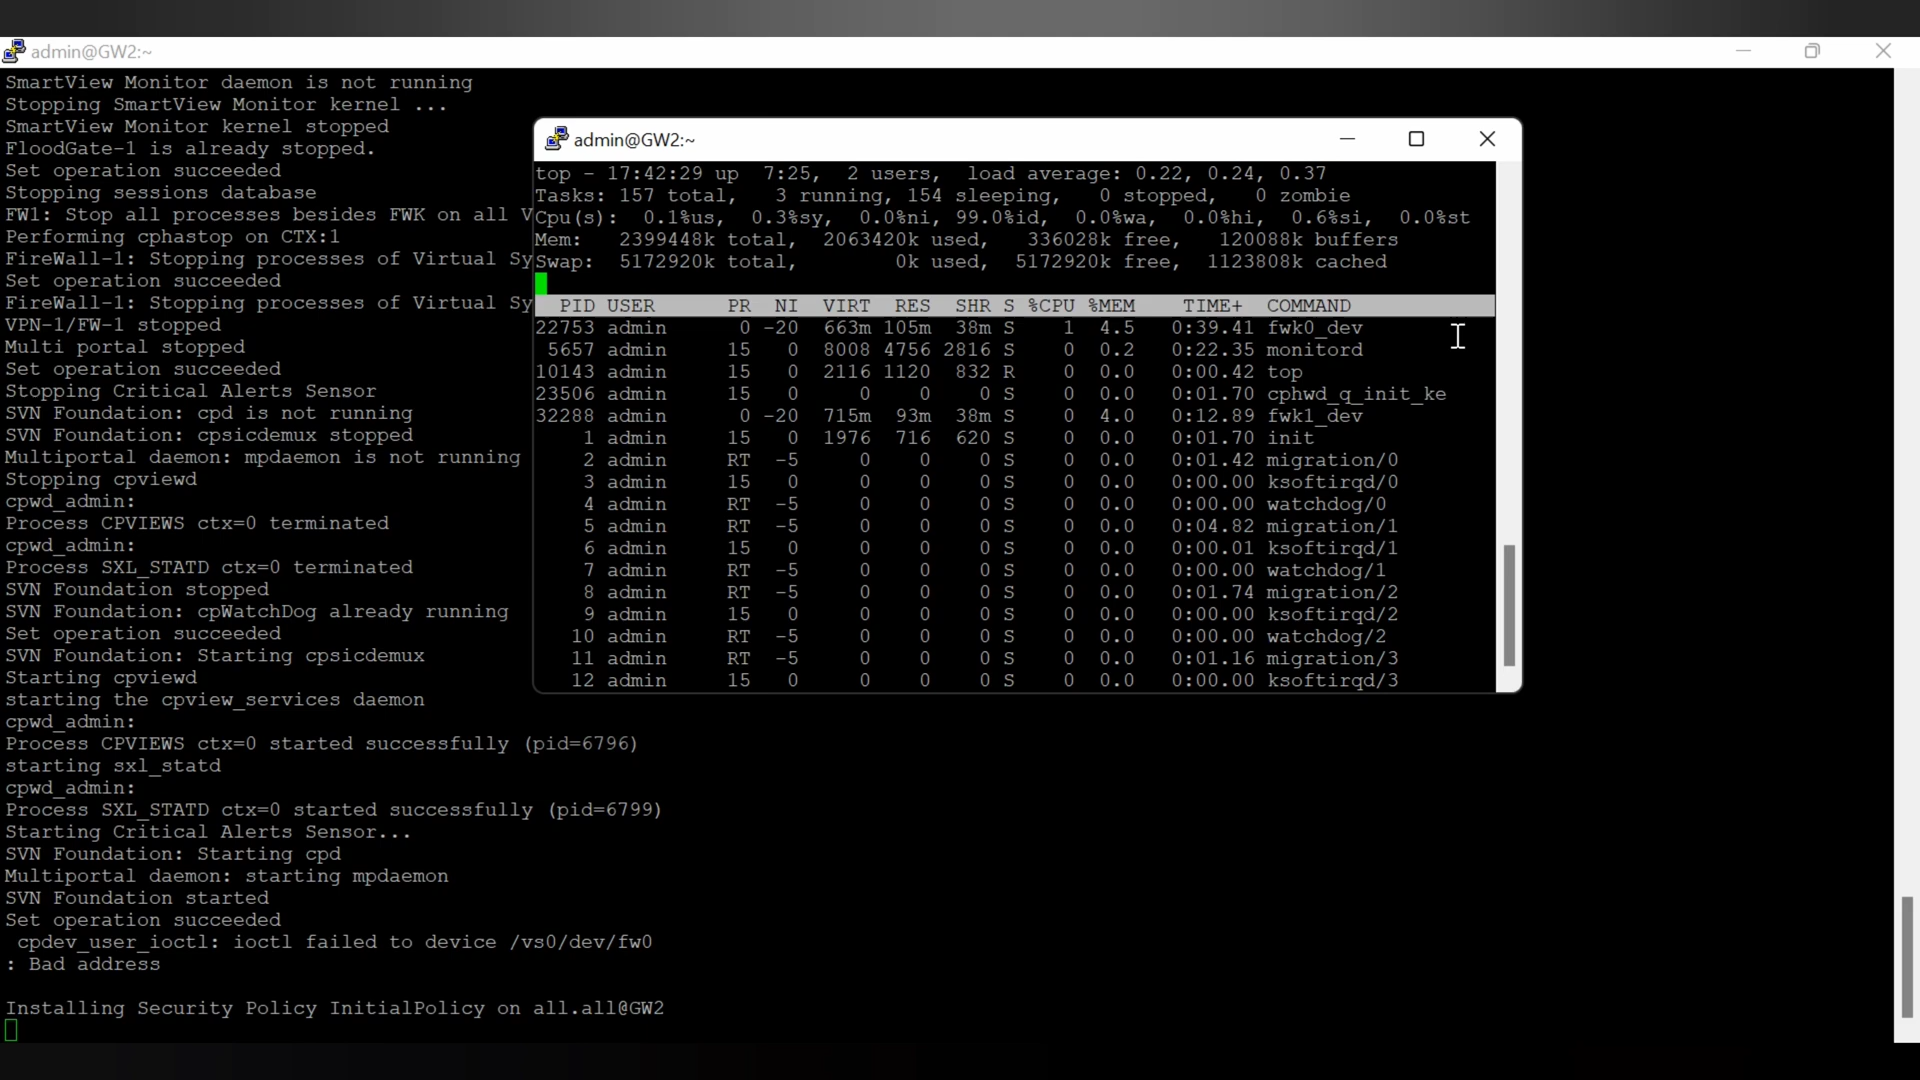 admin@GW2:~
SmartView Monitor daemon is not running
Stopping SmartView Monitor kernel ...
SmartView Monitor kernel stopped
FloodGate-1 is already stopped.
Set operation succeeded
Stopping sessions database
FW1: Stop all processes besides FWK on all V
Performing cphastop on CTX:1
FireWall-1: Stopping processes of Virtual Sy
Set operation succeeded
FireWall-1: Stopping processes of Virtual Sy
VPN-1/FW-1 stopped
Multi portal stopped
Set operation succeeded
Stopping Critical Alerts Sensor
SVN Foundation: cpd is not running
SVN Foundation: cpsicdemux stopped
Multiportal daemon: mpdaemon is not running
Stopping cpviewd
cpwd_admin:
Process CPVIEWS ctx=0 terminated
cpwd_admin:
Process SXL_STATD ctx=0 terminated
SVN Foundation stopped
SVN Foundation: cpWatchDog already running
Set operation succeeded
SVN Foundation: Starting cpsicdemux
Starting cpviewd
starting the cpview_services daemon
cpwd_admin:
Process CPVIEWS ctx=0 started successfully (pid=6796)
starting sxl_statd
cpwd_admin:
Process SXL_STATD ctx=0 started successfully (pid=6799)
Starting Critical Alerts Sensor...
SVN Foundation: Starting cpd
Multiportal daemon: starting mpdaemon
SVN Foundation started
Set operation succeeded
cpdev_user_ioctl: ioctl failed to device /vs0/dev/fw0
: Bad address
Installing Security Policy InitialPolicy on all.all@GW2
admin@GW2:~
top - 17:42:29 up  7:25,  2 users,  load average: 0.22, 0.24, 0.37
Tasks: 157 total,   3 running, 154 sleeping,   0 stopped,   0 zombie
Cpu(s):  0.1%us,  0.3%sy,  0.0%ni, 99.0%id,  0.0%wa,  0.0%hi,  0.6%si,  0.0%st
Mem:   2399448k total,  2063420k used,   336028k free,   120088k buffers
Swap:  5172920k total,        0k used,  5172920k free,  1123808k cached
PID USER      PR  NI  VIRT  RES  SHR S %CPU %MEM    TIME+  COMMAND
22753 admin      0 -20  663m 105m  38m S    1  4.5   0:39.41 fwk0_dev
5657 admin     15   0  8008 4756 2816 S    0  0.2   0:22.35 monitord
10143 admin     15   0  2116 1120  832 R    0  0.0   0:00.42 top
23506 admin     15   0     0    0    0 S    0  0.0   0:01.70 cphwd_q_init_ke
32288 admin      0 -20  715m  93m  38m S    0  4.0   0:12.89 fwk1_dev
1 admin     15   0  1976  716  620 S    0  0.0   0:01.70 init
2 admin     RT  -5     0    0    0 S    0  0.0   0:01.42 migration/0
3 admin     15   0     0    0    0 S    0  0.0   0:00.00 ksoftirqd/0
4 admin     RT  -5     0    0    0 S    0  0.0   0:00.00 watchdog/0
5 admin     RT  -5     0    0    0 S    0  0.0   0:04.82 migration/1
6 admin     15   0     0    0    0 S    0  0.0   0:00.01 ksoftirqd/1
7 admin     RT  -5     0    0    0 S    0  0.0   0:00.00 watchdog/1
8 admin     RT  -5     0    0    0 S    0  0.0   0:01.74 migration/2
9 admin     15   0     0    0    0 S    0  0.0   0:00.00 ksoftirqd/2
10 admin     RT  -5     0    0    0 S    0  0.0   0:00.00 watchdog/2
11 admin     RT  -5     0    0    0 S    0  0.0   0:01.16 migration/3
12 admin     15   0     0    0    0 S    0  0.0   0:00.00 ksoftirqd/3